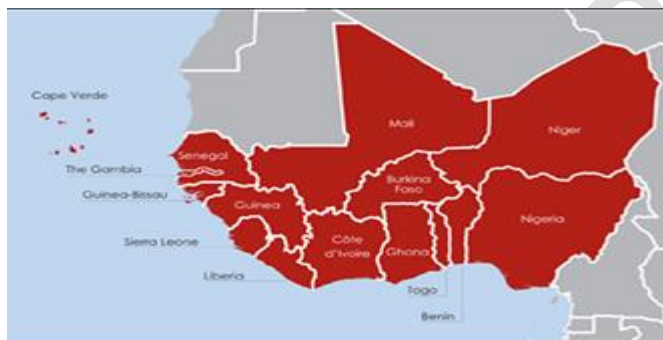 Cape Verde
Mali
Niger
Senegal
The Gambia
Burkina
Faso
Guinea-Bissau
Guinea
Nigeria
Côte
d'Ivoire
Ghana
Sierra Leone
Liberia
Togo
Benin